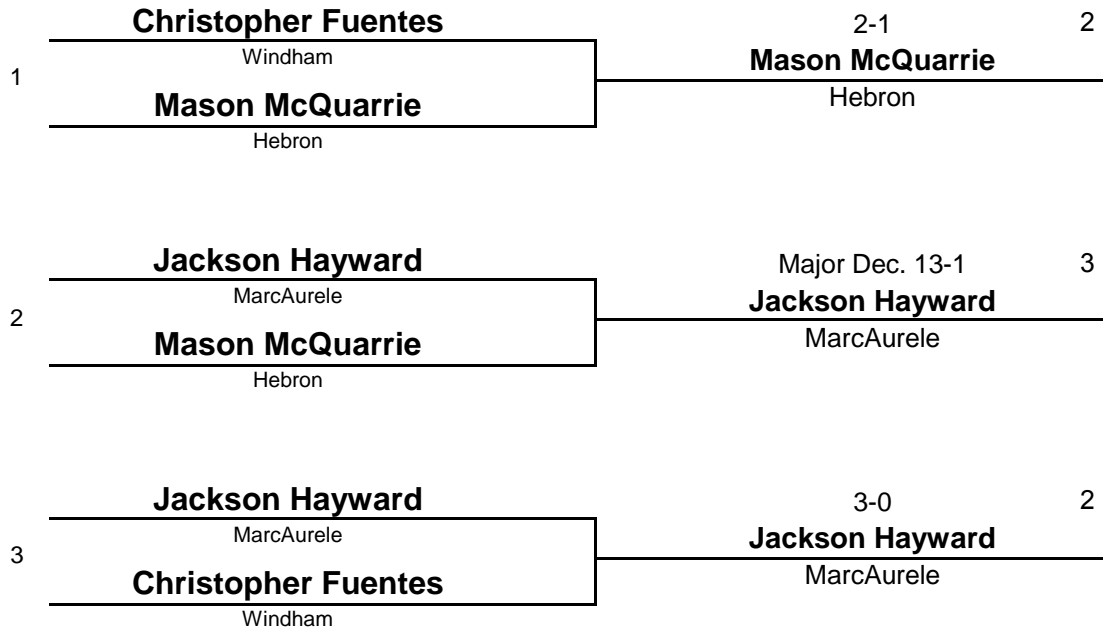 Christopher Fuentes
Windham
1
Mason McQuarrie
Hebron
2-1
2
Mason McQuarrie
Hebron
Jackson Hayward
MarcAurele
2
Mason McQuarrie
Hebron
Major Dec. 13-1
3
Jackson Hayward
MarcAurele
Jackson Hayward
MarcAurele
3
Christopher Fuentes
Windham
3-0
2
Jackson Hayward
MarcAurele